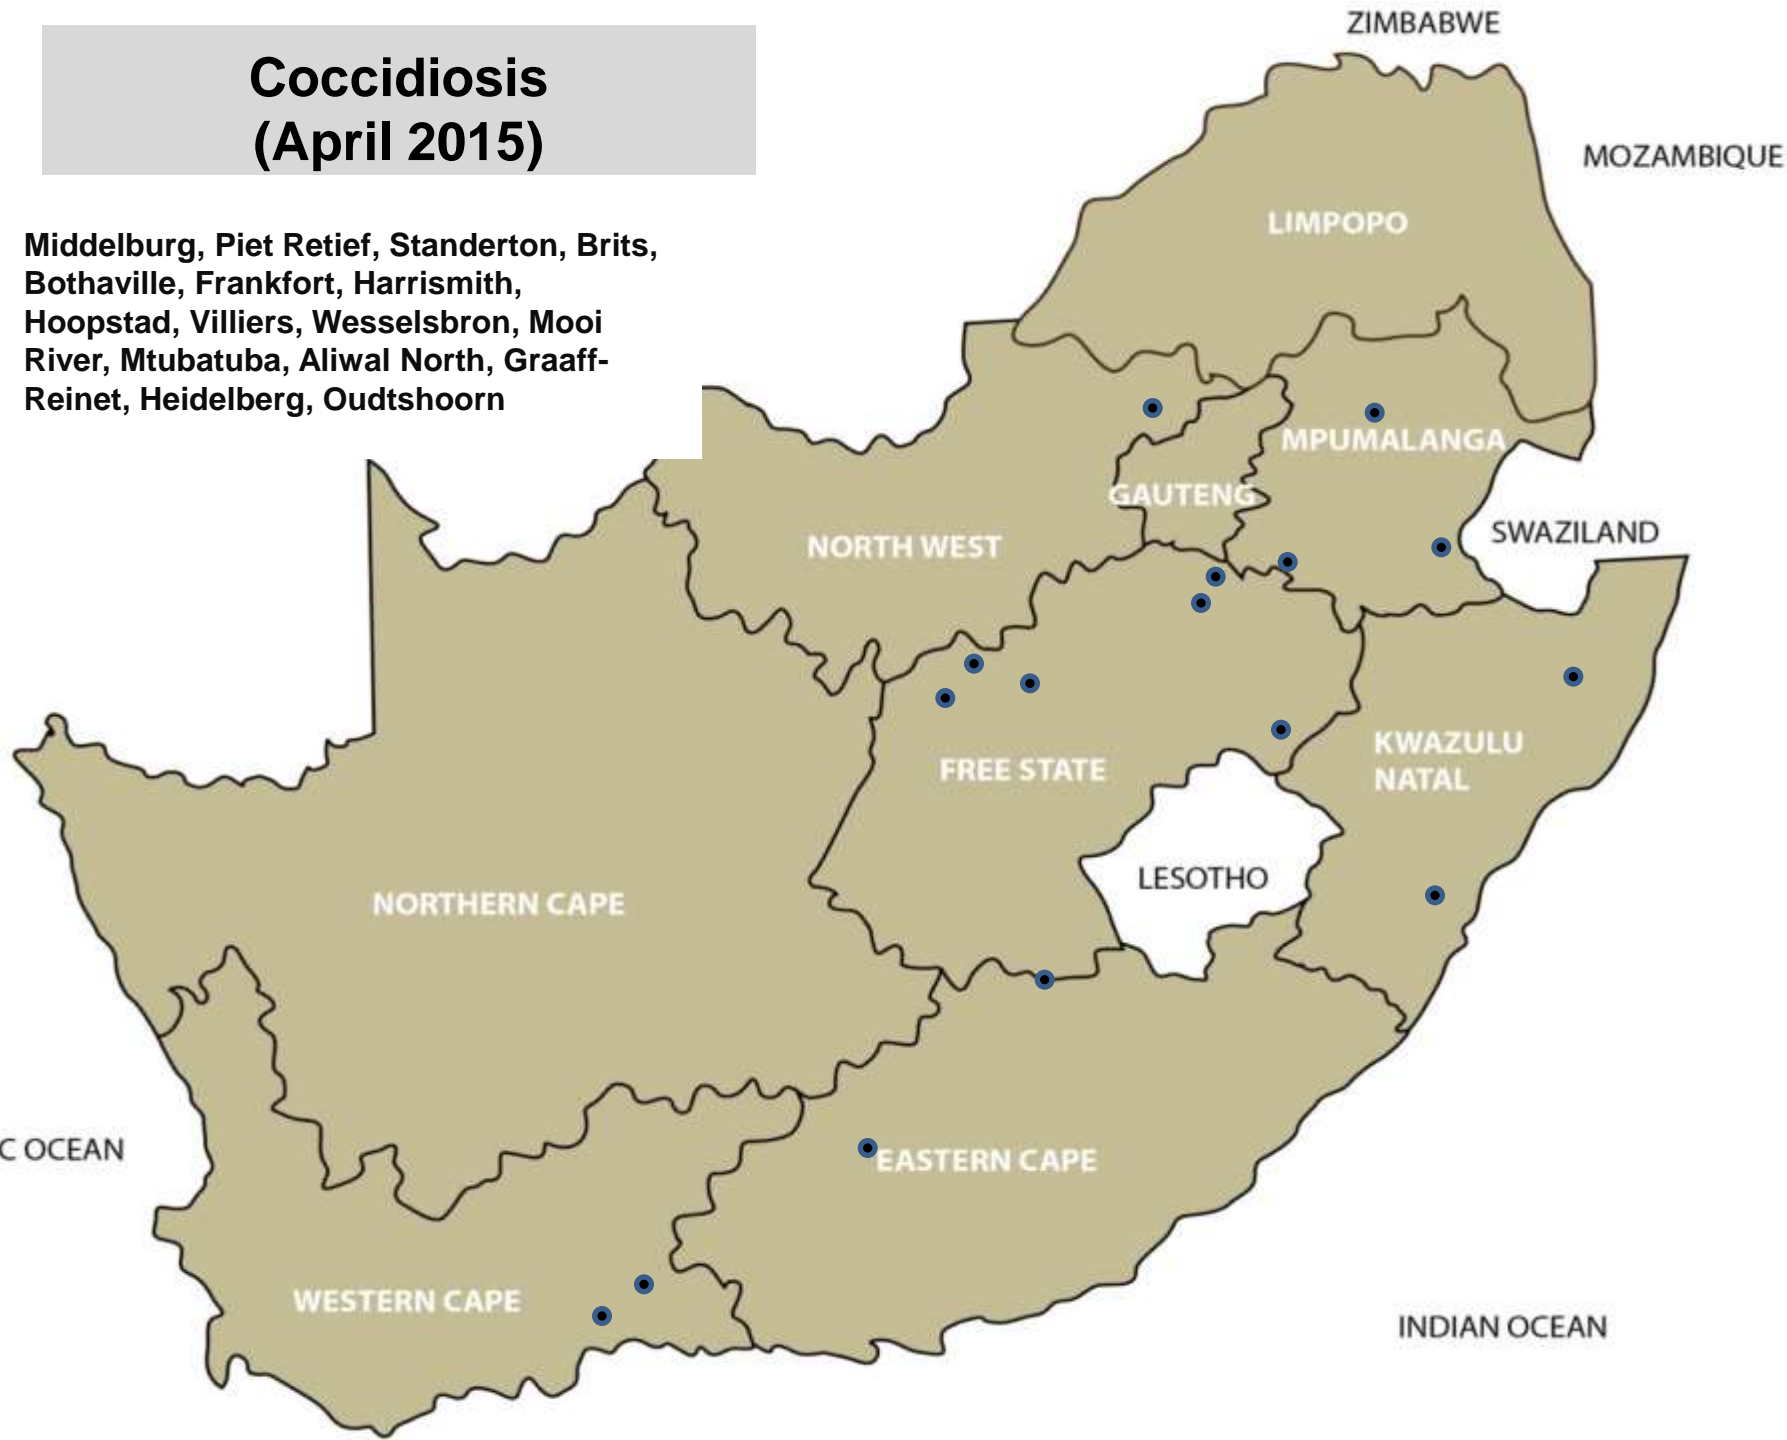 Coccidiosis
(April 2015)
Middelburg, Piet Retief, Standerton, Brits,
Bothaville, Frankfort, Harrismith,
Hoopstad, Villiers, Wesselsbron, Mooi
River, Mtubatuba, Aliwal North, Graaff-
Reinet, Heidelberg, Oudtshoorn
ZIMBABWE
MOZAMBIQUE
LIMPOPO
MPUMALANGA
GAUTENG
SWAZILAND
NORTH WEST
KWAZULU
NATAL
FREE STATE
LESOTHO
NORTHERN CAPE
C OCEAN
EASTERN CAPE
WESTERN CAPE
INDIAN OCEAN